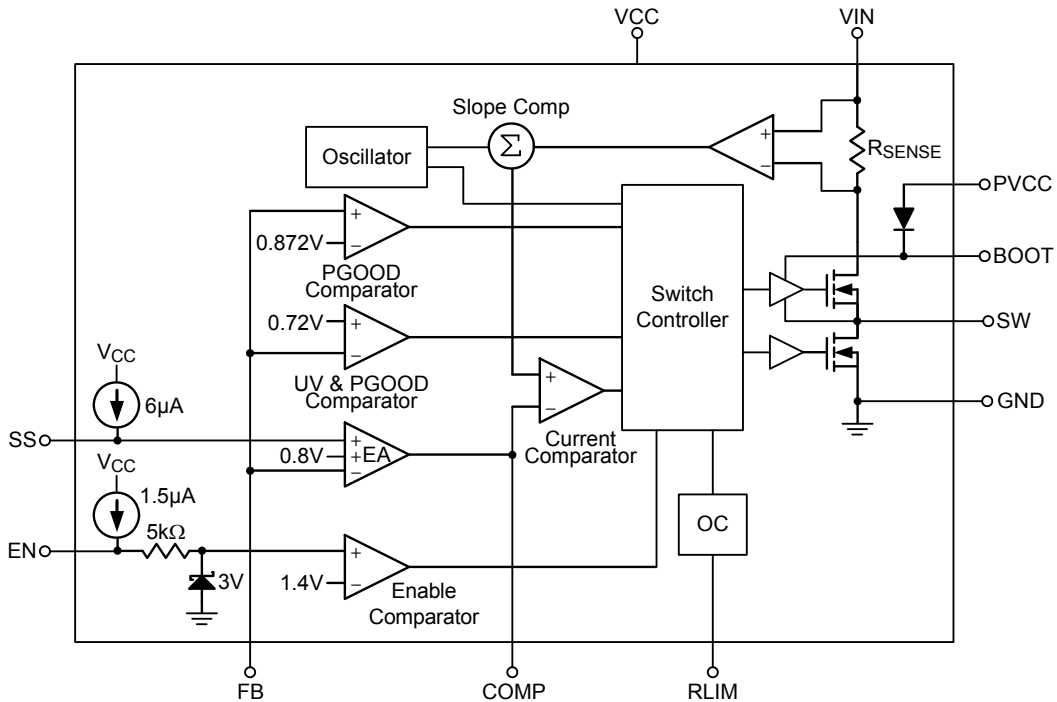 VCC
VIN
Slope Comp
Oscillator
Σ
+
−
RSENSE
PVCC
BOOT
SW
GND
+
0.872V
−
PGOOD
Comparator
0.72V
+
−
UV & PGOOD
Comparator
Switch
Controller
VCC
6µA
SS
+
0.8V
+
EA
−
+
−
Current
Comparator
VCC
1.5µA
5kΩ
EN
3V
+
1.4V
−
Enable
Comparator
OC
FB
COMP
RLIM